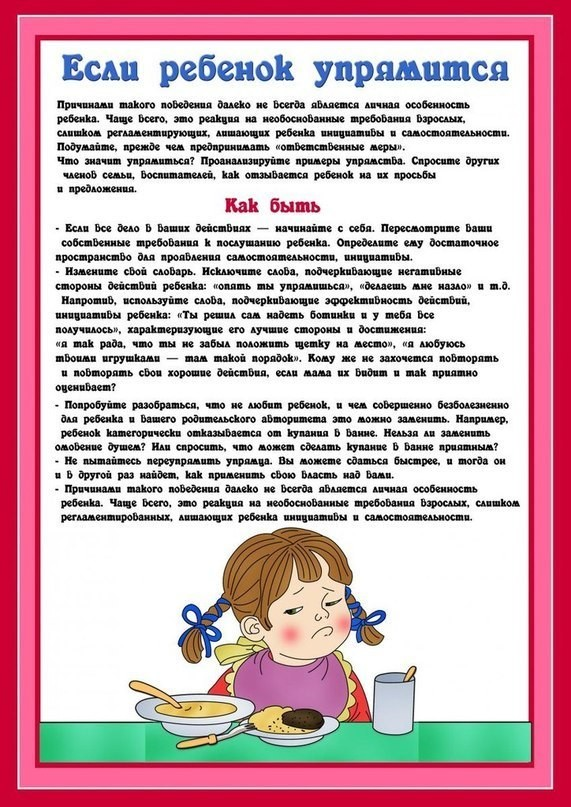 Если ребенок упрямится
Причинами такого поведения далеко не всегда является личная особенность
ребенка. Чаще всего, это реакция на необоснованные требования взрослых,
слишком регламентирующих, лишающих ребенка инициативы и самостоятельности.
Подумайте, прежде чем предпринимать «ответственные меры».
Что значит упрямиться? Проанализируйте примеры упрямства. Спросите других
членов семьи, воспитателей, как отзывается ребенок на их просьбы
и предложения.
Как быть
- Если все дело в ваших действиях — начинайте с себя. Пересмотрите ваши
собственные требования к послушанию ребенка. Определите ему достаточное
пространство для проявления самостоятельности, инициативы.
- Измените свой словарь. Исключите слова, подчеркивающие негативные
стороны действий ребенка: «опять ты упрямишься», «делаешь мне назло» и т.д.
Напротив, используйте слова, подчеркивающие эффективность действий,
инициативы ребенка: «Ты решил сам надеть ботинки и у тебя все
получилось», характеризующие его лучшие стороны и достижения:
«я так рада, что ты не забыл положить щетку на место», «я любуюсь
твоими игрушками — там такой порядок». Кому же не захочется повторять
и повторять свои хорошие действия, если мама их видит и так приятно
оценивает?
- Попробуйте разобраться, что не любит ребенок, и чем совершенно безболезненно
для ребенка и вашего родительского авторитета это можно заменить. Например,
ребенок категорически отказывается от купания в ванне. Нельзя ли заменить
омовение душем? Или спросить, что может сделать купание в ванне приятным?
- Не пытайтесь переупрямить упрямца. Вы можете сдаться быстрее, и тогда он
и в другой раз найдет, как применить свою власть над вами.
- Причинами такого поведения далеко не всегда является личная особенность
ребенка. Чаще всего, это реакция на необоснованные требования взрослых, слишком
регламентированных, лишающих ребенка инициативы и самостоятельности.